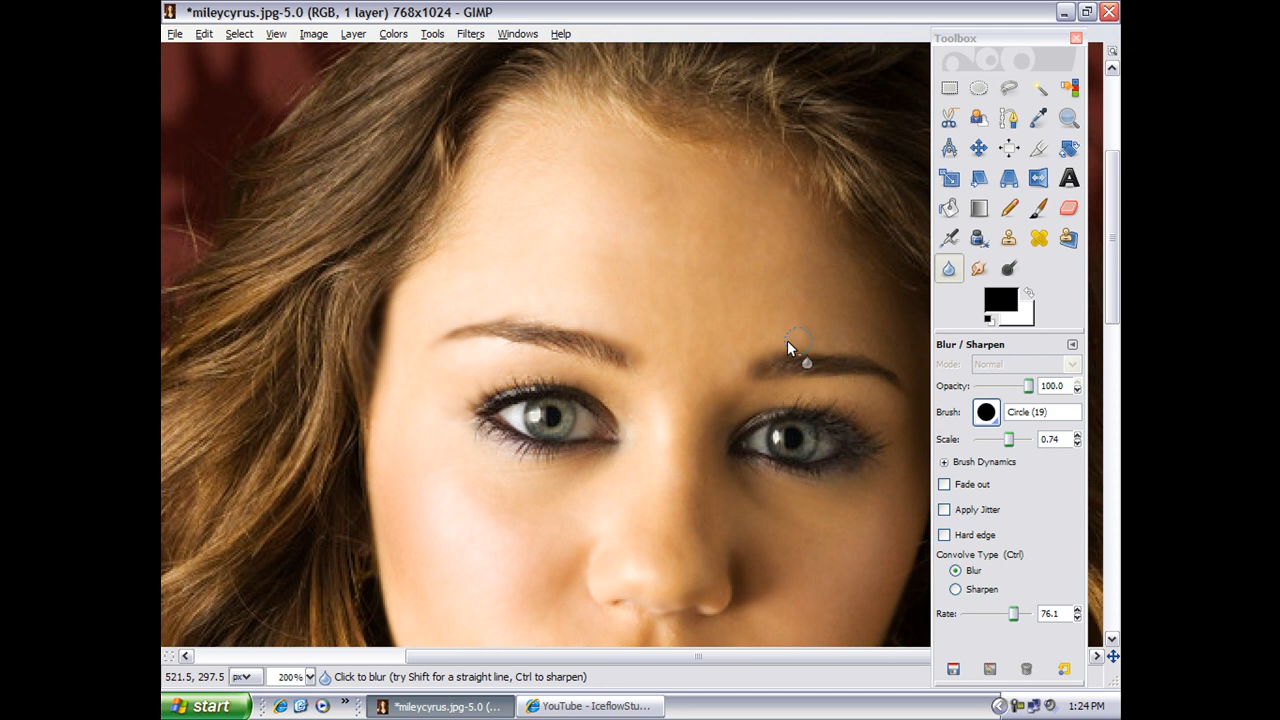 *mileycyrus.jpg-5.0 (RGB, 1 layer) 768x1024 - GIMP
File Edit Select View Image Layer Colors Tools Filters Windows Help
Toolbox
Blur / Sharpen
Mode: Normal
Opacity: 100.0
Brush: Circle (19)
Scale: 0.74
Brush Dynamics
Fade out
Apply Jitter
Hard edge
Convolve Type (Ctrl)
Blur
Sharpen
Rate: 76.1
521.5, 297.5 px 200% Click to blur (try Shift for a straight line, Ctrl to sharpen)
start *mileycyrus.jpg-5.0 (... YouTube - IceflowStu... 1:24 PM